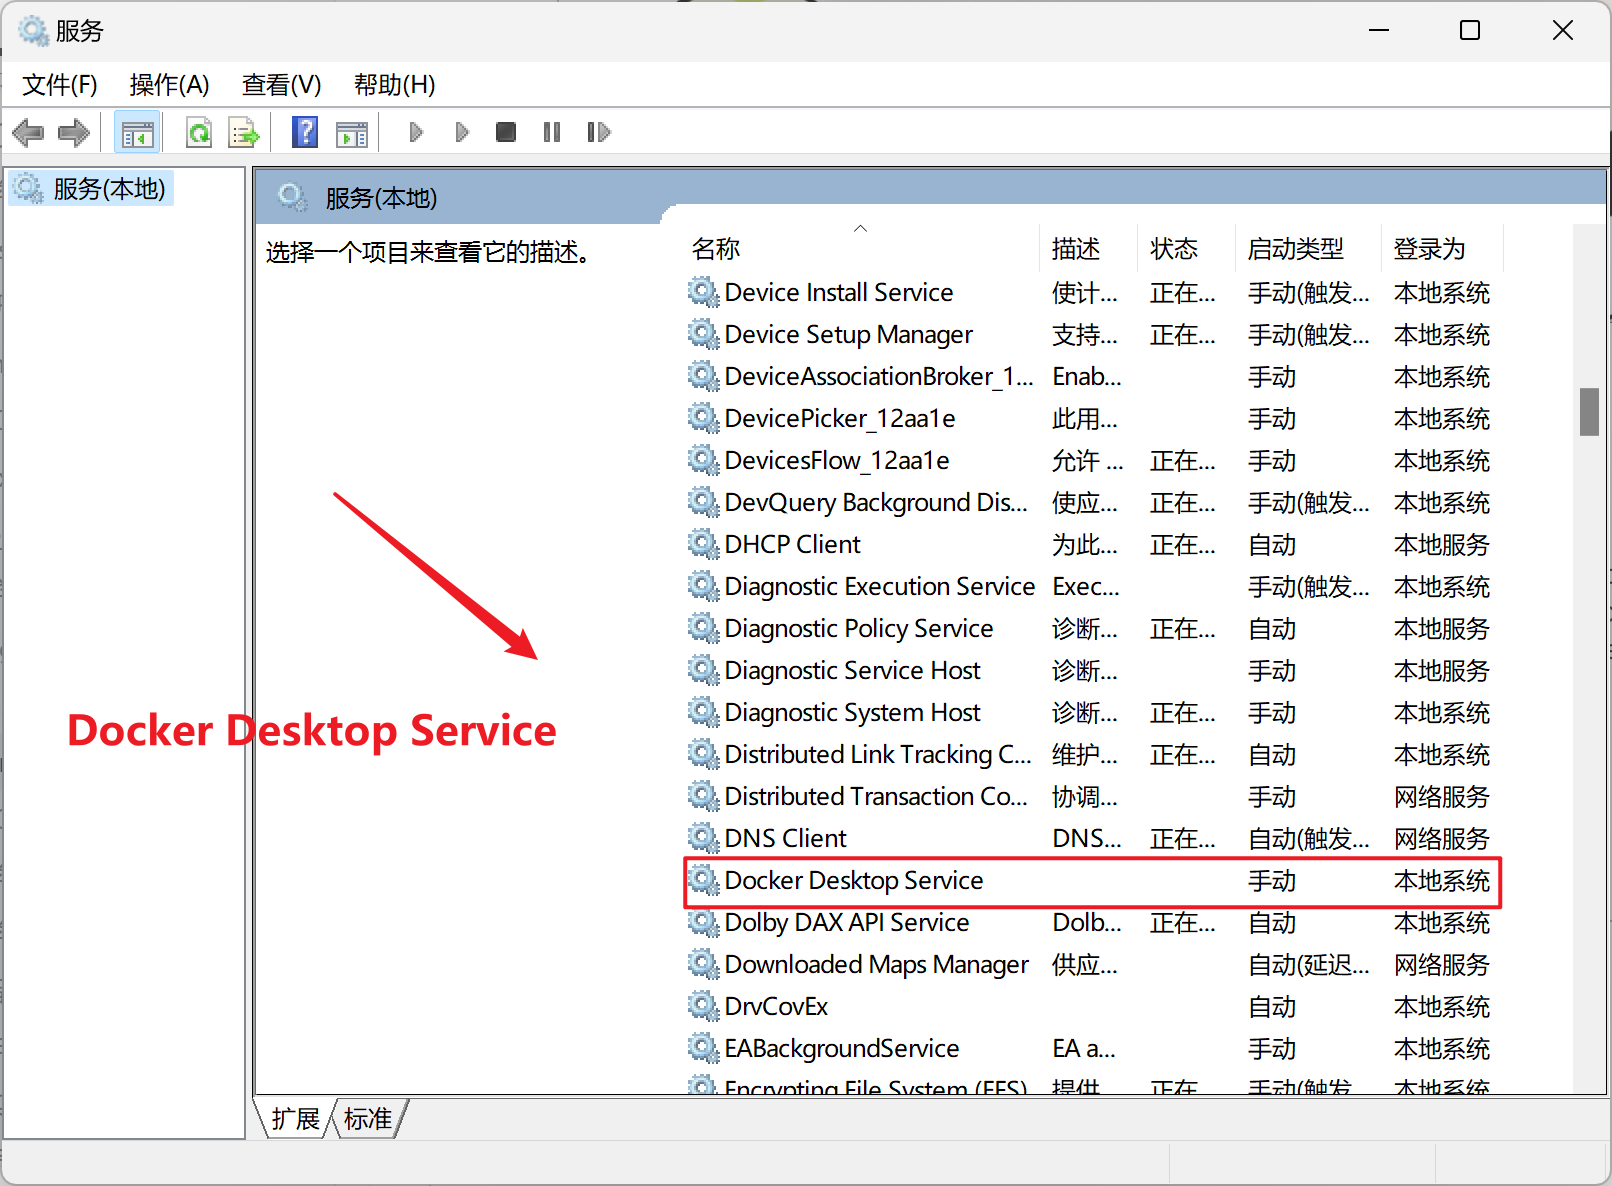 服务
文件(F) 操作(A) 查看(V) 帮助(H)
服务(本地)
服务(本地)
选择一个项目来查看它的描述。
名称 描述 状态 启动类型 登录为
Device Install Service 使计... 正在... 手动(触发... 本地系统
Device Setup Manager 支持... 正在... 手动(触发... 本地系统
DeviceAssociationBroker_1... Enab... 手动 本地系统
DevicePicker_12aa1e 此用... 手动 本地系统
DevicesFlow_12aa1e 允许 ... 正在... 手动 本地系统
DevQuery Background Dis... 使应... 正在... 手动(触发... 本地系统
DHCP Client 为此... 正在... 自动 本地服务
Diagnostic Execution Service Exec... 手动(触发... 本地系统
Diagnostic Policy Service 诊断... 正在... 自动 本地服务
Diagnostic Service Host 诊断... 手动 本地服务
Diagnostic System Host 诊断... 正在... 手动 本地系统
Distributed Link Tracking C... 维护... 正在... 自动 本地系统
Distributed Transaction Co... 协调... 手动 网络服务
DNS Client DNS... 正在... 自动(触发... 网络服务
Docker Desktop Service 手动 本地系统
Dolby DAX API Service Dolb... 正在... 自动 本地系统
Downloaded Maps Manager 供应... 自动(延迟... 网络服务
DrvCovEx 自动 本地系统
EABackgroundService EA a... 手动 本地系统
Encrypting File System (EFS) 提供 正在 手动(触发 本地系统
Docker Desktop Service
扩展 标准